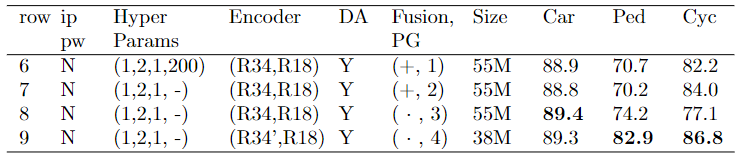 row ip Hyper Encoder DA Fusion, Size Car Ped Cyc
pw Params PG
6 N (1,2,1,200) (R34,R18) Y (+, 1) 55M 88.9 70.7 82.2
7 N (1,2,1, -) (R34,R18) Y (+, 2) 55M 88.8 70.2 84.0
8 N (1,2,1, -) (R34,R18) Y ( · , 3) 55M 89.4 74.2 77.1
9 N (1,2,1, -) (R34',R18) Y ( · , 4) 38M 89.3 82.9 86.8